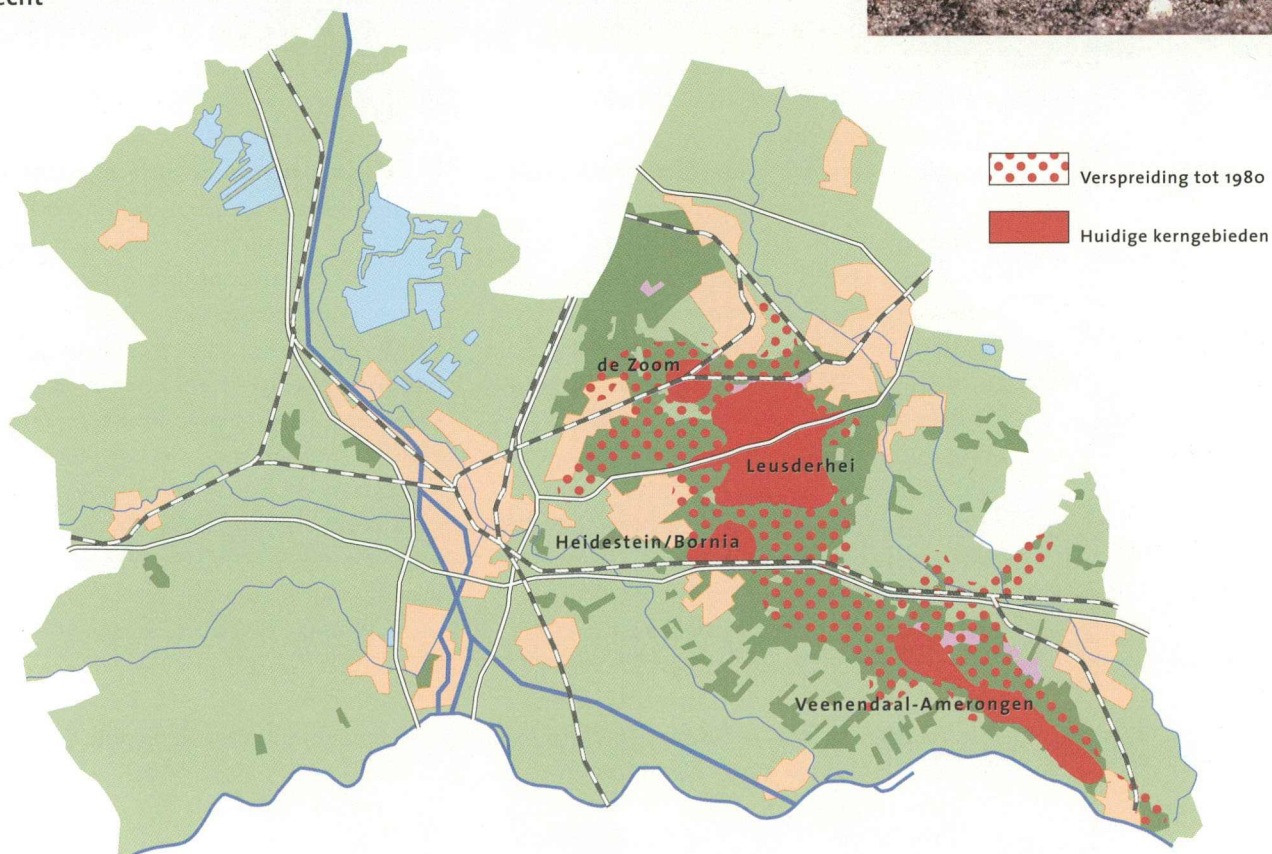 Verspreiding tot 1980
Huidige kerngebieden
de Zoom
Leusderhei
Heidestein/Bornia
Veenendaal-Amerongen